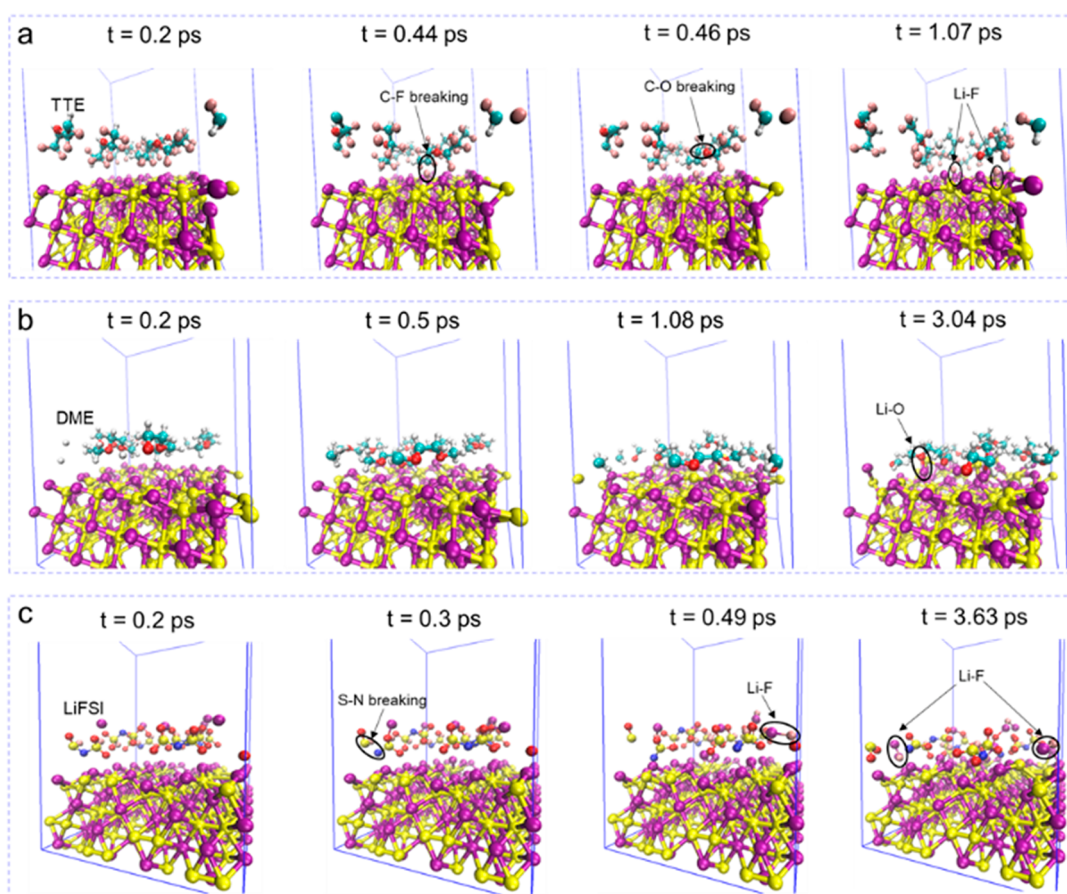 a
t = 0.2 ps
t = 0.44 ps
t = 0.46 ps
t = 1.07 ps
TTE
C-F breaking
C-O breaking
Li-F
b
t = 0.2 ps
t = 0.5 ps
t = 1.08 ps
t = 3.04 ps
DME
Li-O
c
t = 0.2 ps
t = 0.3 ps
t = 0.49 ps
t = 3.63 ps
LiFSI
S-N breaking
Li-F
Li-F